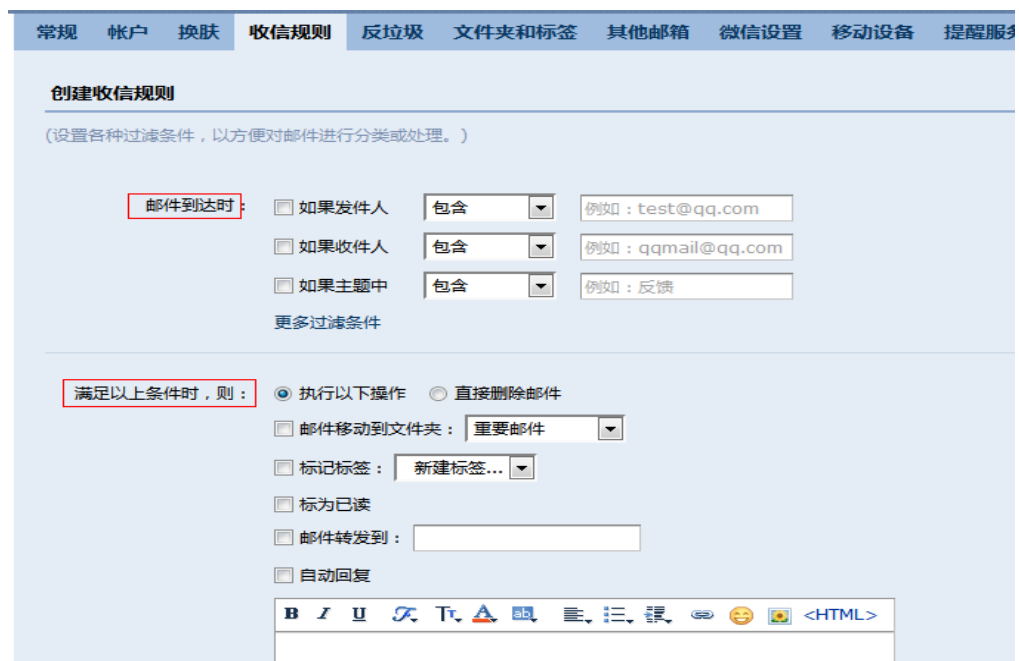 常规 帐户 换肤 收信规则 反垃圾 文件夹和标签 其他邮箱 微信设置 移动设备 提醒服务
创建收信规则
(设置各种过滤条件，以方便对邮件进行分类或处理。)
邮件到达时： 如果发件人 包含 例如：test@qq.com
如果收件人 包含 例如：qqmail@qq.com
如果主题中 包含 例如：反馈
更多过滤条件
满足以上条件时，则： 执行以下操作 直接删除邮件
邮件移动到文件夹： 重要邮件
标记标签： 新建标签...
标为已读
邮件转发到：
自动回复
B I U F TT A ab <HTML>